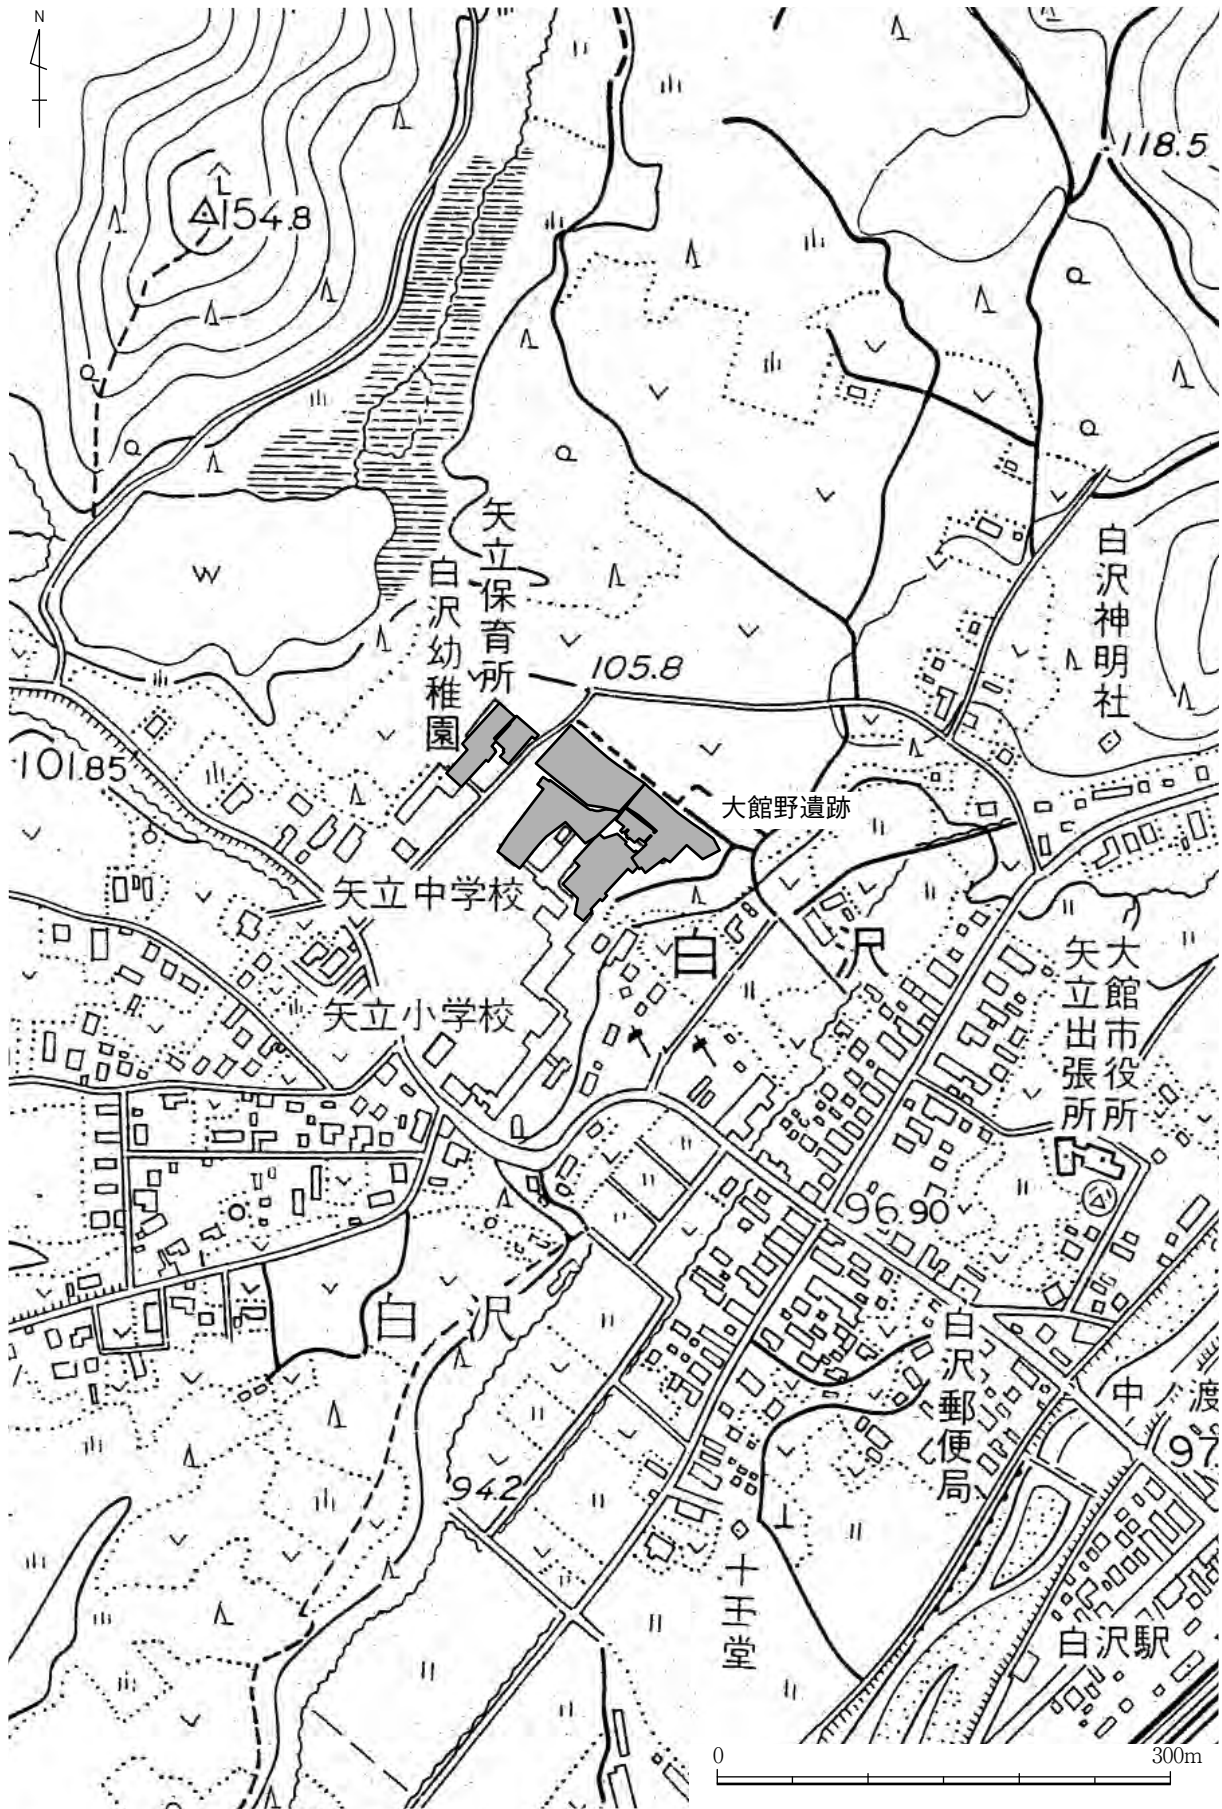 N
118.5
154.8
矢立保育所
白沢幼稚園
白沢神明社
105.8
101.85
大館野遺跡
矢立中学校
白
尺
大館市役所
矢立出張所
矢立小学校
96.90
白沢
白沢郵便局
中度
97
94.2
十王堂
白沢駅
0
300m